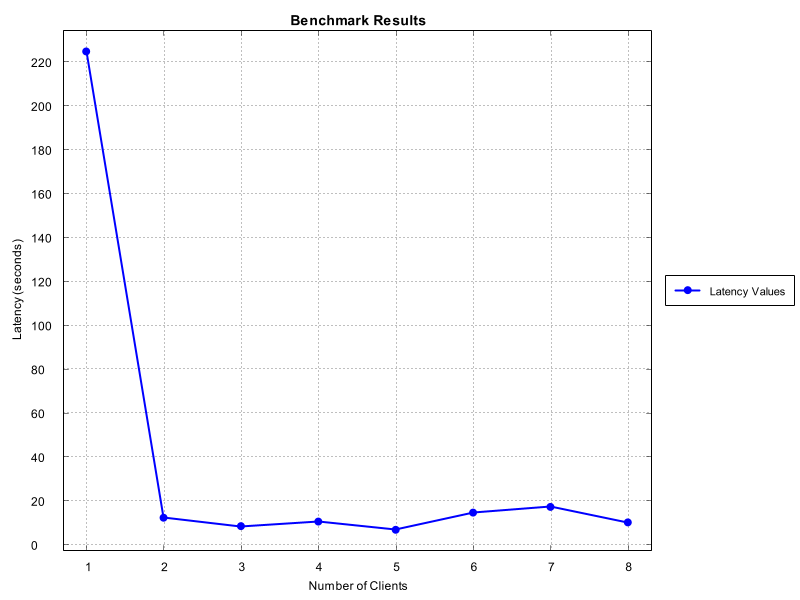 Benchmark Results
220
200
180
160
140
120
100
80
60
40
20
0
Latency (seconds)
1 2 3 4 5 6 7 8
Number of Clients
Latency Values